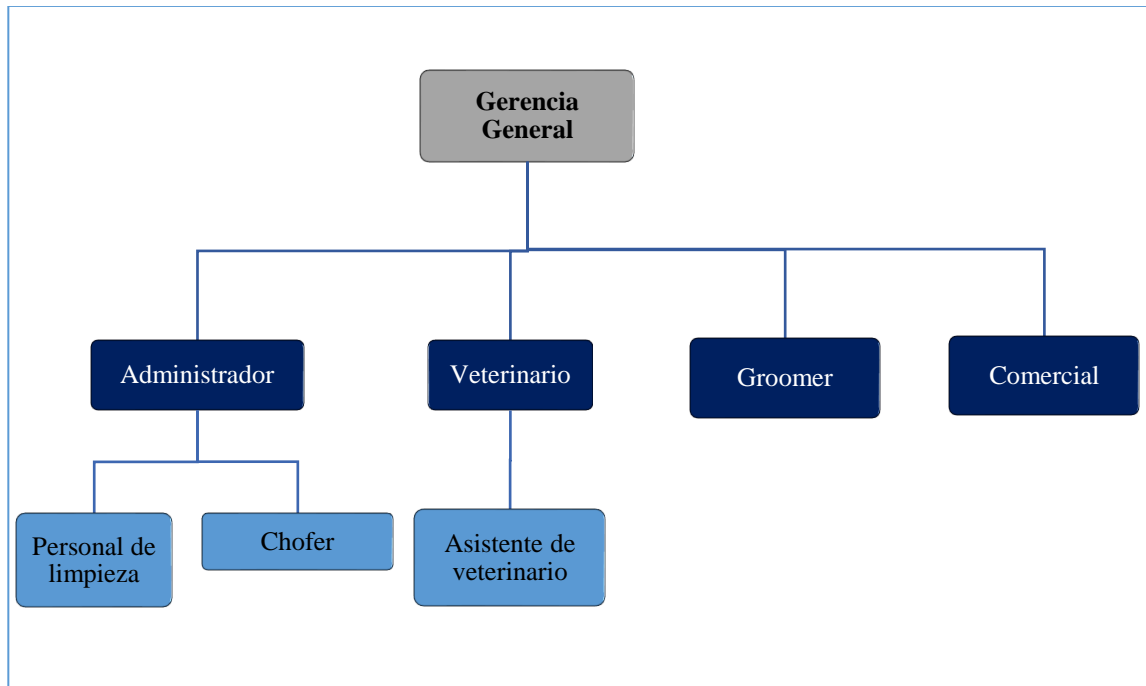 Gerencia
General
Administrador
Veterinario
Groomer
Comercial
Personal de
limpieza
Chofer
Asistente de
veterinario